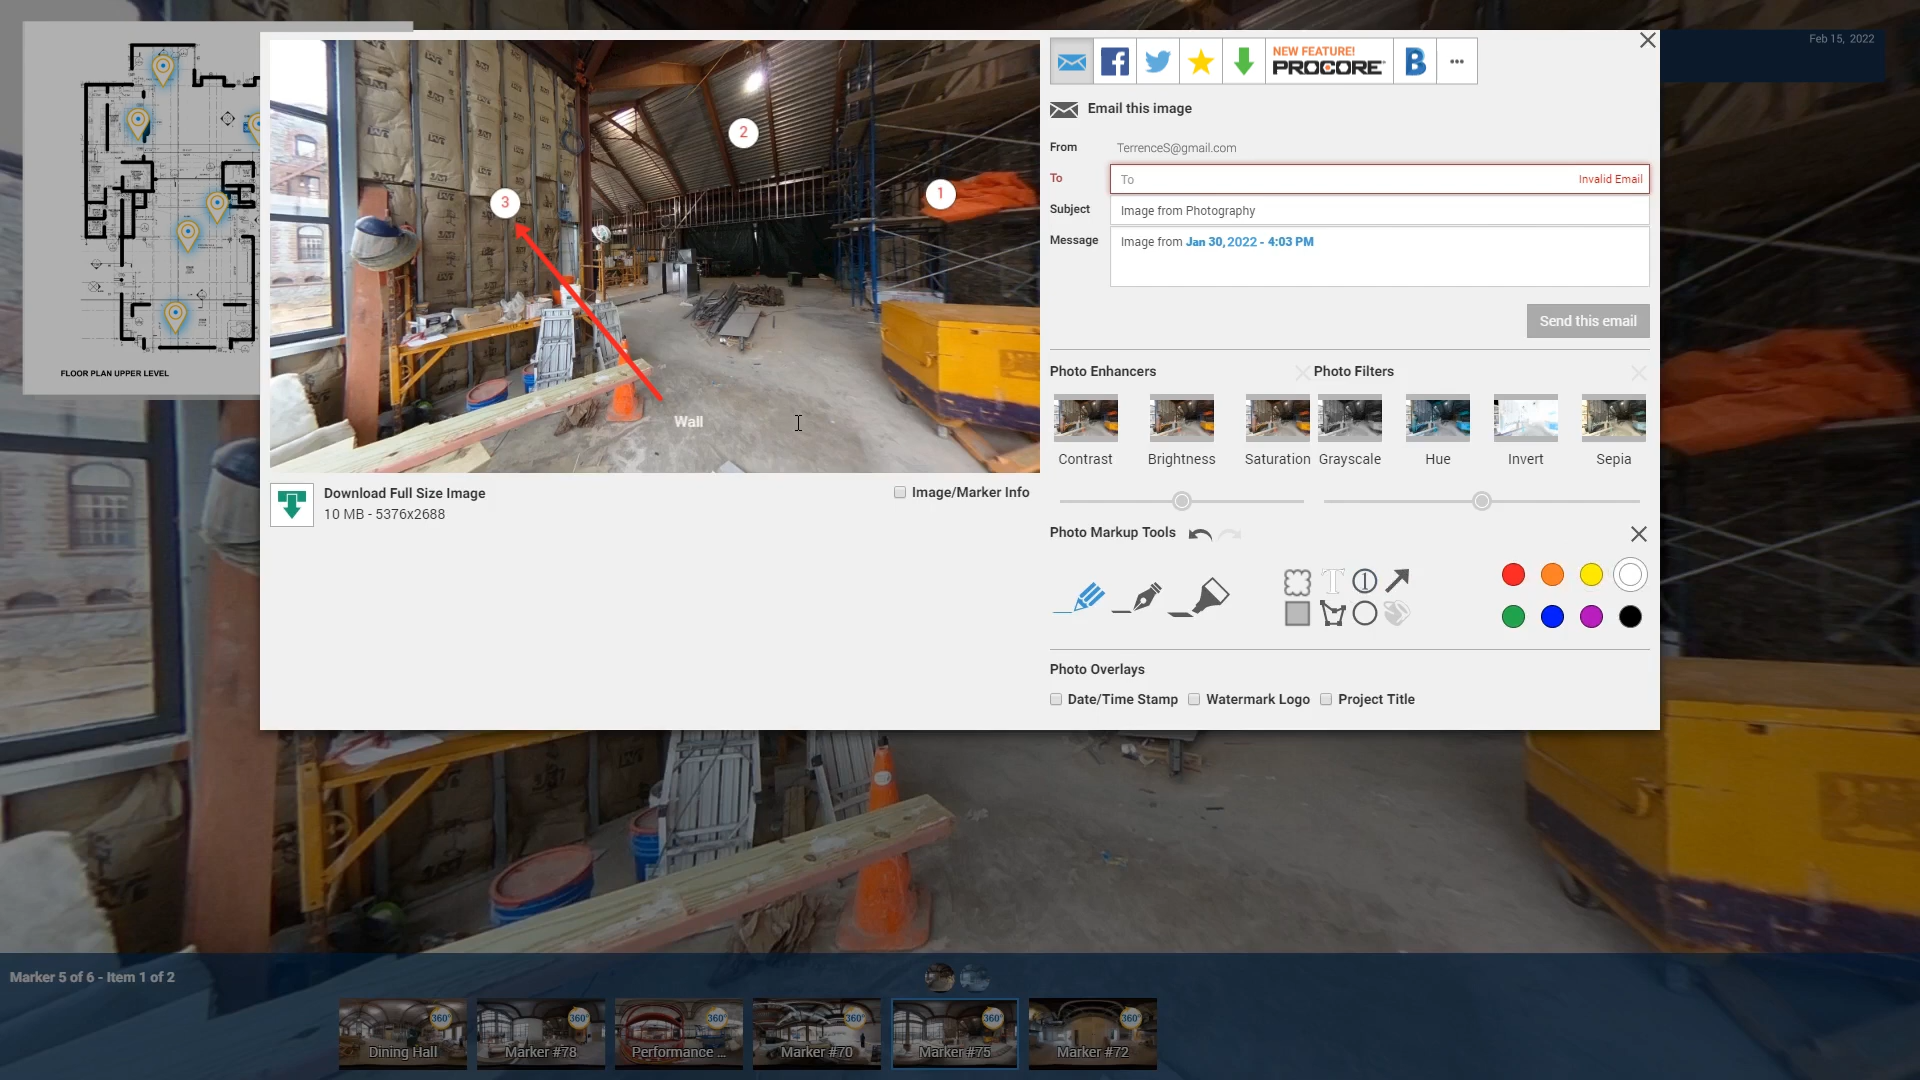 Feb 15, 2022
FLOOR PLAN UPPER LEVEL
1
2
3
Wall
Download Full Size Image
10 MB - 5376x2688
Image/Marker Info
NEW FEATURE!
PROCORE
B
Email this image
From TerrenceS@gmail.com
To To Invalid Email
Subject Image from Photography
Message Image from Jan 30, 2022 - 4:03 PM
Send this email
Photo Enhancers Photo Filters
Contrast Brightness Saturation Grayscale Hue Invert Sepia
Photo Markup Tools
T 1
Photo Overlays
Date/Time Stamp Watermark Logo Project Title
Marker 5 of 6 - Item 1 of 2
360° 360° 360° 360° 360° 360°
Dining Hall Marker #78 Performance ... Marker #70 Marker #75 Marker #72